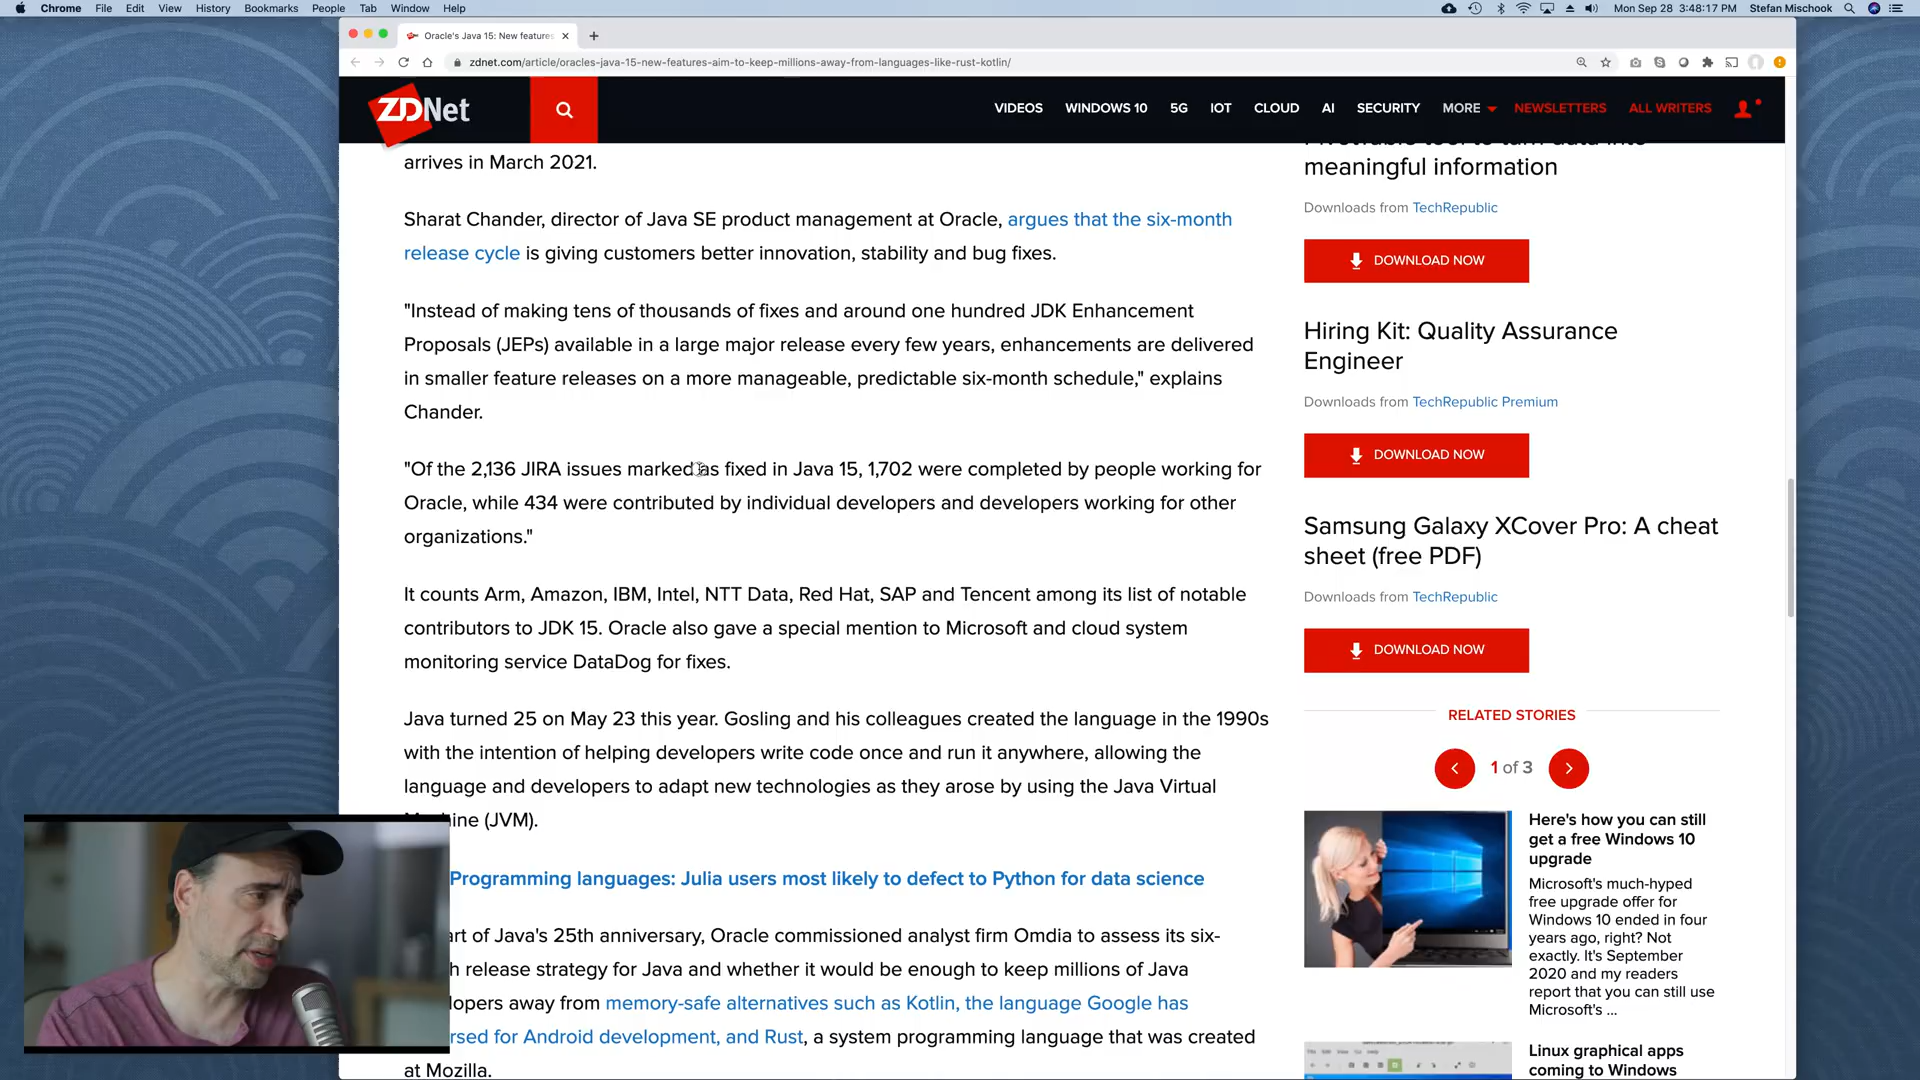 Chrome File Edit View History Bookmarks People Tab Window Help
Mon Sep 28 3:48:17 PM Stefan Mischook
Oracle's Java 15: New features
zdnet.com/article/oracles-java-15-new-features-aim-to-keep-millions-away-from-languages-like-rust-kotlin/
ZDNet
VIDEOS WINDOWS 10 5G IOT CLOUD AI SECURITY MORE NEWSLETTERS ALL WRITERS
arrives in March 2021.
Sharat Chander, director of Java SE product management at Oracle, argues that the six-month
release cycle is giving customers better innovation, stability and bug fixes.
"Instead of making tens of thousands of fixes and around one hundred JDK Enhancement
Proposals (JEPs) available in a large major release every few years, enhancements are delivered
in smaller feature releases on a more manageable, predictable six-month schedule," explains
Chander.
"Of the 2,136 JIRA issues marked as fixed in Java 15, 1,702 were completed by people working for
Oracle, while 434 were contributed by individual developers and developers working for other
organizations."
It counts Arm, Amazon, IBM, Intel, NTT Data, Red Hat, SAP and Tencent among its list of notable
contributors to JDK 15. Oracle also gave a special mention to Microsoft and cloud system
monitoring service DataDog for fixes.
Java turned 25 on May 23 this year. Gosling and his colleagues created the language in the 1990s
with the intention of helping developers write code once and run it anywhere, allowing the
language and developers to adapt new technologies as they arose by using the Java Virtual
ine (JVM).
Programming languages: Julia users most likely to defect to Python for data science
art of Java's 25th anniversary, Oracle commissioned analyst firm Omdia to assess its six-
h release strategy for Java and whether it would be enough to keep millions of Java
lopers away from memory-safe alternatives such as Kotlin, the language Google has
rsed for Android development, and Rust, a system programming language that was created
at Mozilla.
meaningful information
Downloads from TechRepublic
DOWNLOAD NOW
Hiring Kit: Quality Assurance
Engineer
Downloads from TechRepublic Premium
DOWNLOAD NOW
Samsung Galaxy XCover Pro: A cheat
sheet (free PDF)
Downloads from TechRepublic
DOWNLOAD NOW
RELATED STORIES
1 of 3
Here's how you can still
get a free Windows 10
upgrade
Microsoft's much-hyped
free upgrade offer for
Windows 10 ended in four
years ago, right? Not
exactly. It's September
2020 and my readers
report that you can still use
Microsoft's ...
Linux graphical apps
coming to Windows